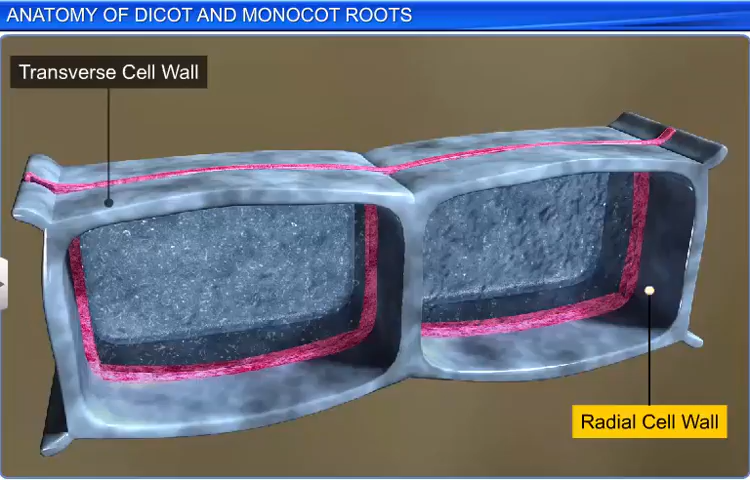 ANATOMY OF DICOT AND MONOCOT ROOTS
Transverse Cell Wall
Radial Cell Wall